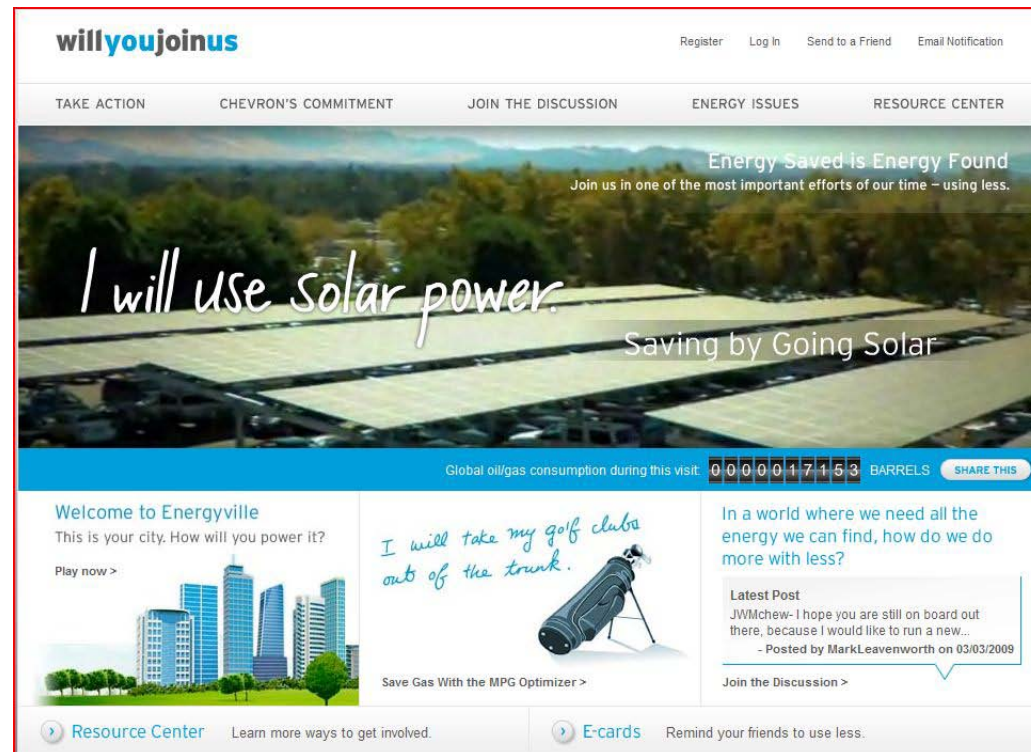 willyoujoinus
Register Log In Send to a Friend Email Notification
TAKE ACTION CHEVRON'S COMMITMENT JOIN THE DISCUSSION ENERGY ISSUES RESOURCE CENTER
Energy Saved is Energy Found
Join us in one of the most important efforts of our time – using less.
I will use solar power.
Saving by Going Solar
Global oil/gas consumption during this visit: 0000017153 BARRELS SHARE THIS
Welcome to Energyville
This is your city. How will you power it?
Play now >
I will take my golf clubs
out of the trunk.
Save Gas With the MPG Optimizer >
In a world where we need all the
energy we can find, how do we do
more with less?
Latest Post
JWMchew- I hope you are still on board out
there, because I would like to run a new...
- Posted by MarkLeavenworth on 03/03/2009
Join the Discussion >
Resource Center Learn more ways to get involved.
E-cards Remind your friends to use less.